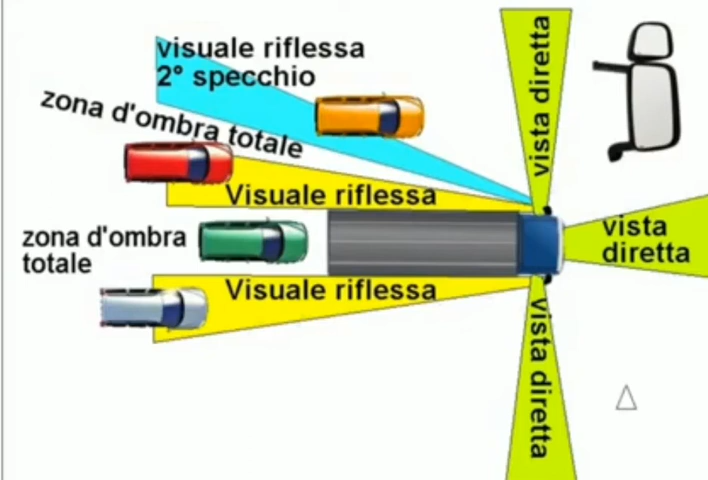 visuale riflessa
2° specchio
zona d'ombra totale
Visuale riflessa
zona d'ombra
totale
Visuale riflessa
vista diretta
vista
diretta
vista diretta